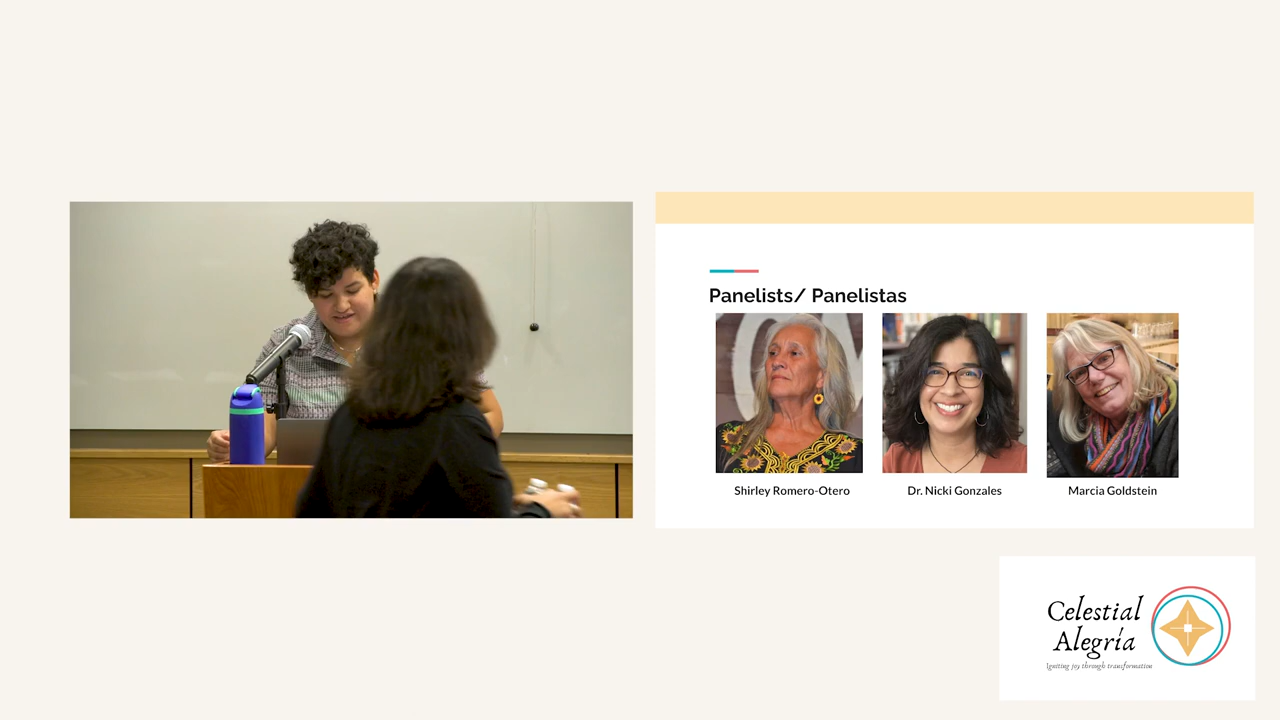 Panelists/ Panelistas
Shirley Romero-Otero
Dr. Nicki Gonzales
Marcia Goldstein
Celestial
Alegría
Igniting joy through transformation